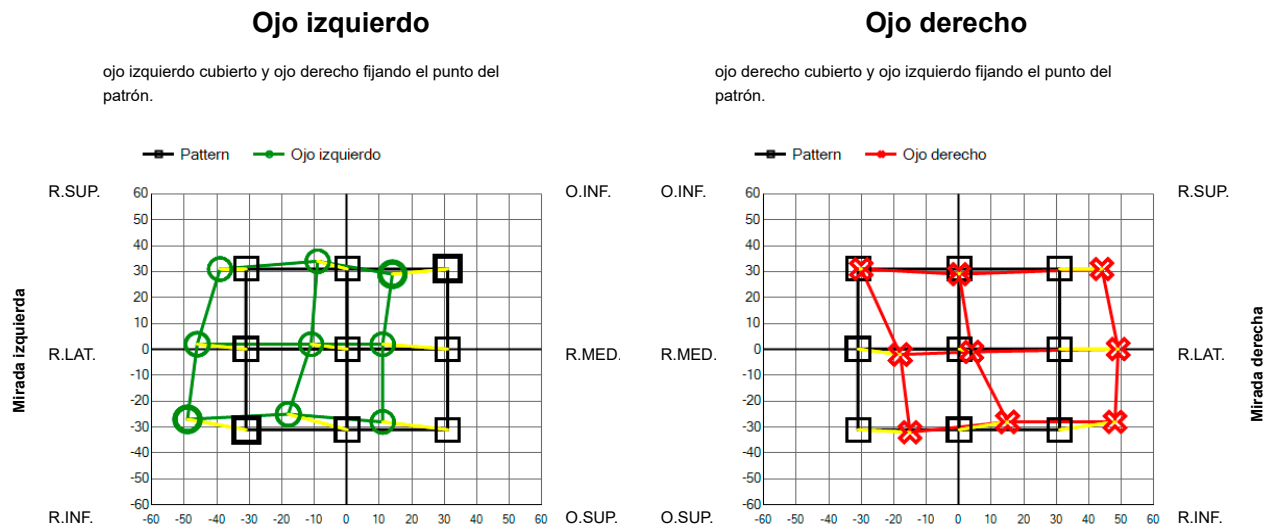 Ojo izquierdo
ojo izquierdo cubierto y ojo derecho fijando el punto del
patrón.
Pattern Ojo izquierdo
R.SUP. O.INF.
60
50
40
30
20
10
0
-10
-20
-30
-40
-50
-60
Mirada izquierda
R.LAT. R.MED.
R.INF. O.SUP.
-60 -50 -40 -30 -20 -10 0 10 20 30 40 50 60
Ojo derecho
ojo derecho cubierto y ojo izquierdo fijando el punto del
patrón.
Pattern Ojo derecho
O.INF. R.SUP.
60
50
40
30
20
10
0
-10
-20
-30
-40
-50
-60
R.MED. R.LAT.
Mirada derecha
O.SUP. R.INF.
-60 -50 -40 -30 -20 -10 0 10 20 30 40 50 60